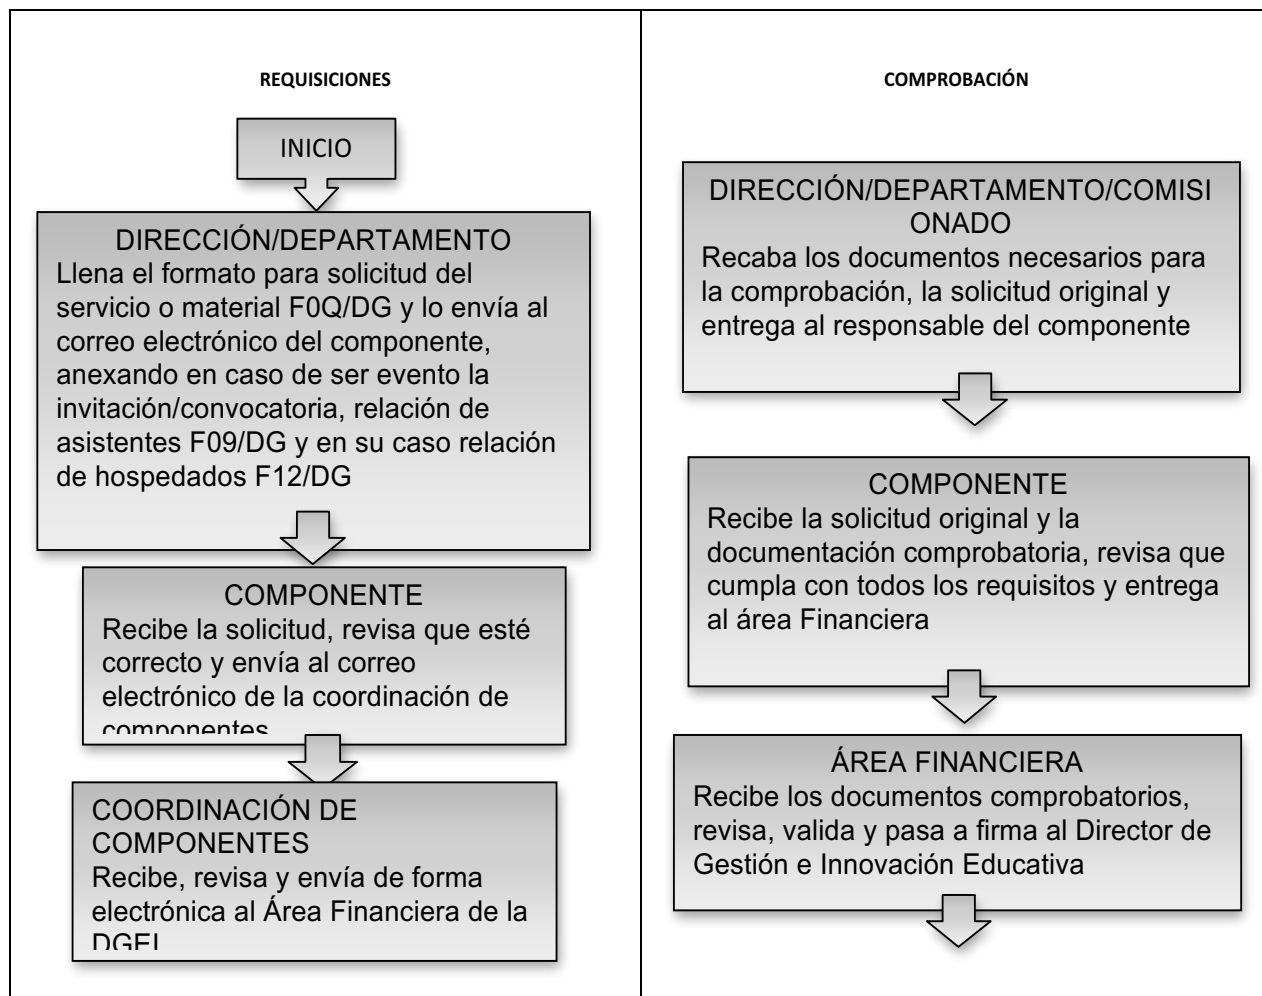 REQUISICIONES
INICIO
DIRECCIÓN/DEPARTAMENTO
Llena el formato para solicitud del
servicio o material F0Q/DG y lo envía al
correo electrónico del componente,
anexando en caso de ser evento la
invitación/convocatoria, relación de
asistentes F09/DG y en su caso relación
de hospedados F12/DG
COMPONENTE
Recibe la solicitud, revisa que esté
correcto y envía al correo
electrónico de la coordinación de
componentes
COORDINACIÓN DE
COMPONENTES
Recibe, revisa y envía de forma
electrónica al Área Financiera de la
DGEI
COMPROBACIÓN
DIRECCIÓN/DEPARTAMENTO/COMISI
ONADO
Recaba los documentos necesarios para
la comprobación, la solicitud original y
entrega al responsable del componente
COMPONENTE
Recibe la solicitud original y la
documentación comprobatoria, revisa que
cumpla con todos los requisitos y entrega
al área Financiera
ÁREA FINANCIERA
Recibe los documentos comprobatorios,
revisa, valida y pasa a firma al Director de
Gestión e Innovación Educativa